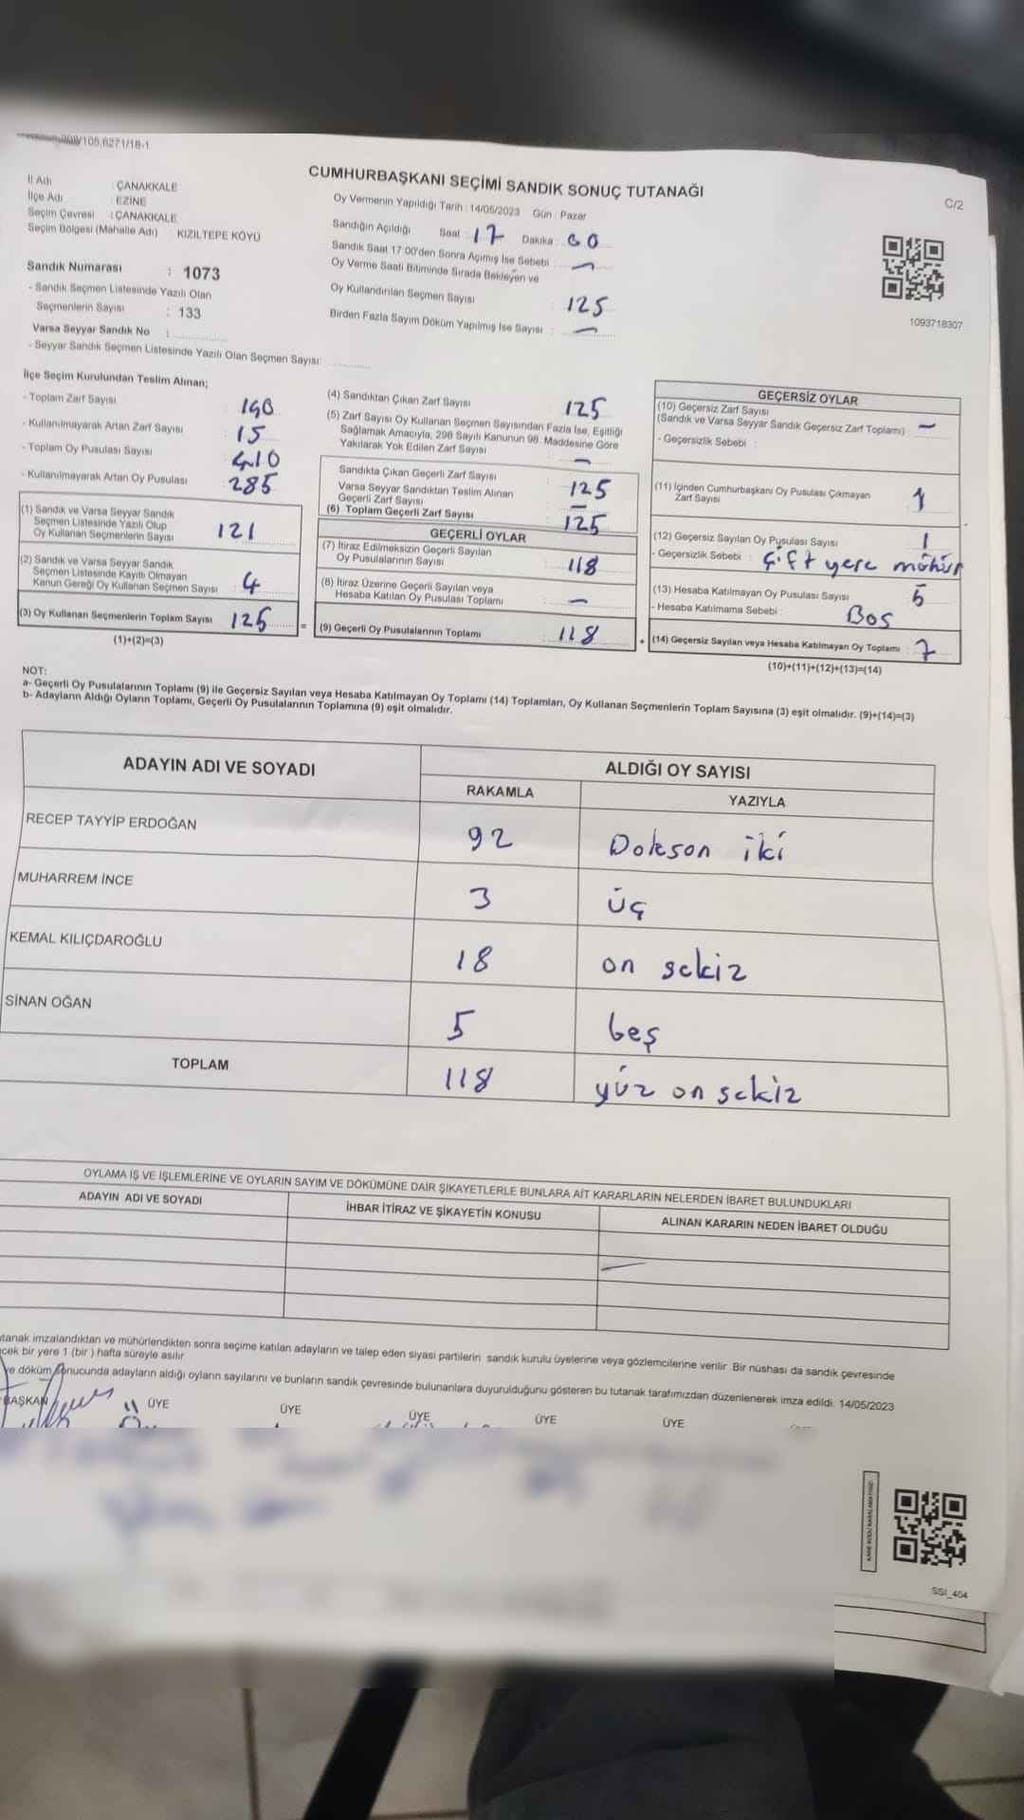 /105,6271/18-1
CUMHURBAŞKANI SEÇİMİ SANDIK SONUÇ TUTANAĞI
C/2
İl Adı : ÇANAKKALE
İlçe Adı : EZİNE
Seçim Çevresi : ÇANAKKALE
Seçim Bölgesi (Mahalle Adı) KIZILTEPE KÖYÜ
Sandık Numarası : 1073
- Sandık Seçmen Listesinde Yazılı Olan
Seçmenlerin Sayısı : 133
Varsa Seyyar Sandık No :
- Seyyar Sandık Seçmen Listesinde Yazılı Olan Seçmen Sayısı:
Oy Vermenin Yapıldığı Tarih : 14/05/2023 Gün : Pazar
Sandığın Açıldığı Saat : 17 Dakika : 00
Sandık Saat 17:00'den Sonra Açımış İse Sebebi : -
Oy Verme Saati Bitiminde Sırada Bekleyen ve
Oy Kullandırılan Seçmen Sayısı 125
Birden Fazla Sayım Döküm Yapılmış İse Sayısı : -
1093718307
İlçe Seçim Kurulundan Teslim Alınan;
- Toplam Zarf Sayısı 140
- Kullanılmayarak Artan Zarf Sayısı 15
- Toplam Oy Pusulası Sayısı 410
- Kullanılmayarak Artan Oy Pusulası 285
(1) Sandık ve Varsa Seyyar Sandık
Seçmen Listesinde Yazılı Olup
Oy Kullanan Seçmenlerin Sayısı 121
(2) Sandık ve Varsa Seyyar Sandık
Seçmen Listesinde Kayıtlı Olmayan
Kanun Gereği Oy Kullanan Seçmen Sayısı 4
(3) Oy Kullanan Seçmenlerin Toplam Sayısı 125 =
(1)+(2)=(3)
(4) Sandıktan Çıkan Zarf Sayısı 125
(5) Zarf Sayısı Oy Kullanan Seçmen Sayısından Fazla İse, Eşitliği
Sağlamak Amacıyla, 298 Sayılı Kanunun 98. Maddesine Göre
Yakılarak Yok Edilen Zarf Sayısı -
Sandıkta Çıkan Geçerli Zarf Sayısı 125
Varsa Seyyar Sandıktan Teslim Alınan
Geçerli Zarf Sayısı -
(6) Toplam Geçerli Zarf Sayısı 125
GEÇERLİ OYLAR
(7) İtiraz Edilmeksizin Geçerli Sayılan
Oy Pusulalarının Sayısı 118
(8) İtiraz Üzerine Geçerli Sayılan veya
Hesaba Katılan Oy Pusulası Toplamı -
(9) Geçerli Oy Pusulalarının Toplamı 118 +
GEÇERSİZ OYLAR
(10) Geçersiz Zarf Sayısı
(Sandık ve Varsa Seyyar Sandık Geçersiz Zarf Toplamı) : -
- Geçersizlik Sebebi :
(11) İçinden Cumhurbaşkanı Oy Pusulası Çıkmayan
Zarf Sayısı 1
(12) Geçersiz Sayılan Oy Pusulası Sayısı 1
- Geçersizlik Sebebi : Çift yere mühür
(13) Hesaba Katılmayan Oy Pusulası Sayısı 5
- Hesaba Katılmama Sebebi : Boş
(14) Geçersiz Sayılan veya Hesaba Katılmayan Oy Toplamı 7
(10)+(11)+(12)+(13)=(14)
NOT:
a- Geçerli Oy Pusulalarının Toplamı (9) ile Geçersiz Sayılan veya Hesaba Katılmayan Oy Toplamı (14) Toplamları, Oy Kullanan Seçmenlerin Toplam Sayısına (3) eşit olmalıdır. (9)+(14)=(3)
b- Adayların Aldığı Oyların Toplamı, Geçerli Oy Pusulalarının Toplamına (9) eşit olmalıdır.
ADAYIN ADI VE SOYADI
ALDIĞI OY SAYISI
RAKAMLA YAZIYLA
RECEP TAYYİP ERDOĞAN 92 Dokson iki
MUHARREM İNCE 3 üç
KEMAL KILIÇDAROĞLU 18 on sekiz
SİNAN OĞAN 5 beş
TOPLAM 118 yüz on sekiz
OYLAMA İŞ VE İŞLEMLERİNE VE OYLARIN SAYIM VE DÖKÜMÜNE DAİR ŞİKAYETLERLE BUNLARA AİT KARARLARIN NELERDEN İBARET BULUNDUKLARI
ADAYIN ADI VE SOYADI İHBAR İTİRAZ VE ŞİKAYETİN KONUSU ALINAN KARARIN NEDEN İBARET OLDUĞU
tanak imzalandıktan ve mühürlendikten sonra seçime katılan adayların ve talep eden siyasi partilerin sandık kurulu üyelerine veya gözlemcilerine verilir. Bir nüshası da sandık çevresinde
cek bir yere 1 (bir ) hafta süreyle asılır
ve döküm sonucunda adayların aldığı oyların sayılarını ve bunların sandık çevresinde bulunanlara duyurulduğunu gösteren bu tutanak tarafımızdan düzenlenerek imza edildi. 14/05/2023
BAŞKAN ÜYE ÜYE ÜYE ÜYE ÜYE
SSI_404